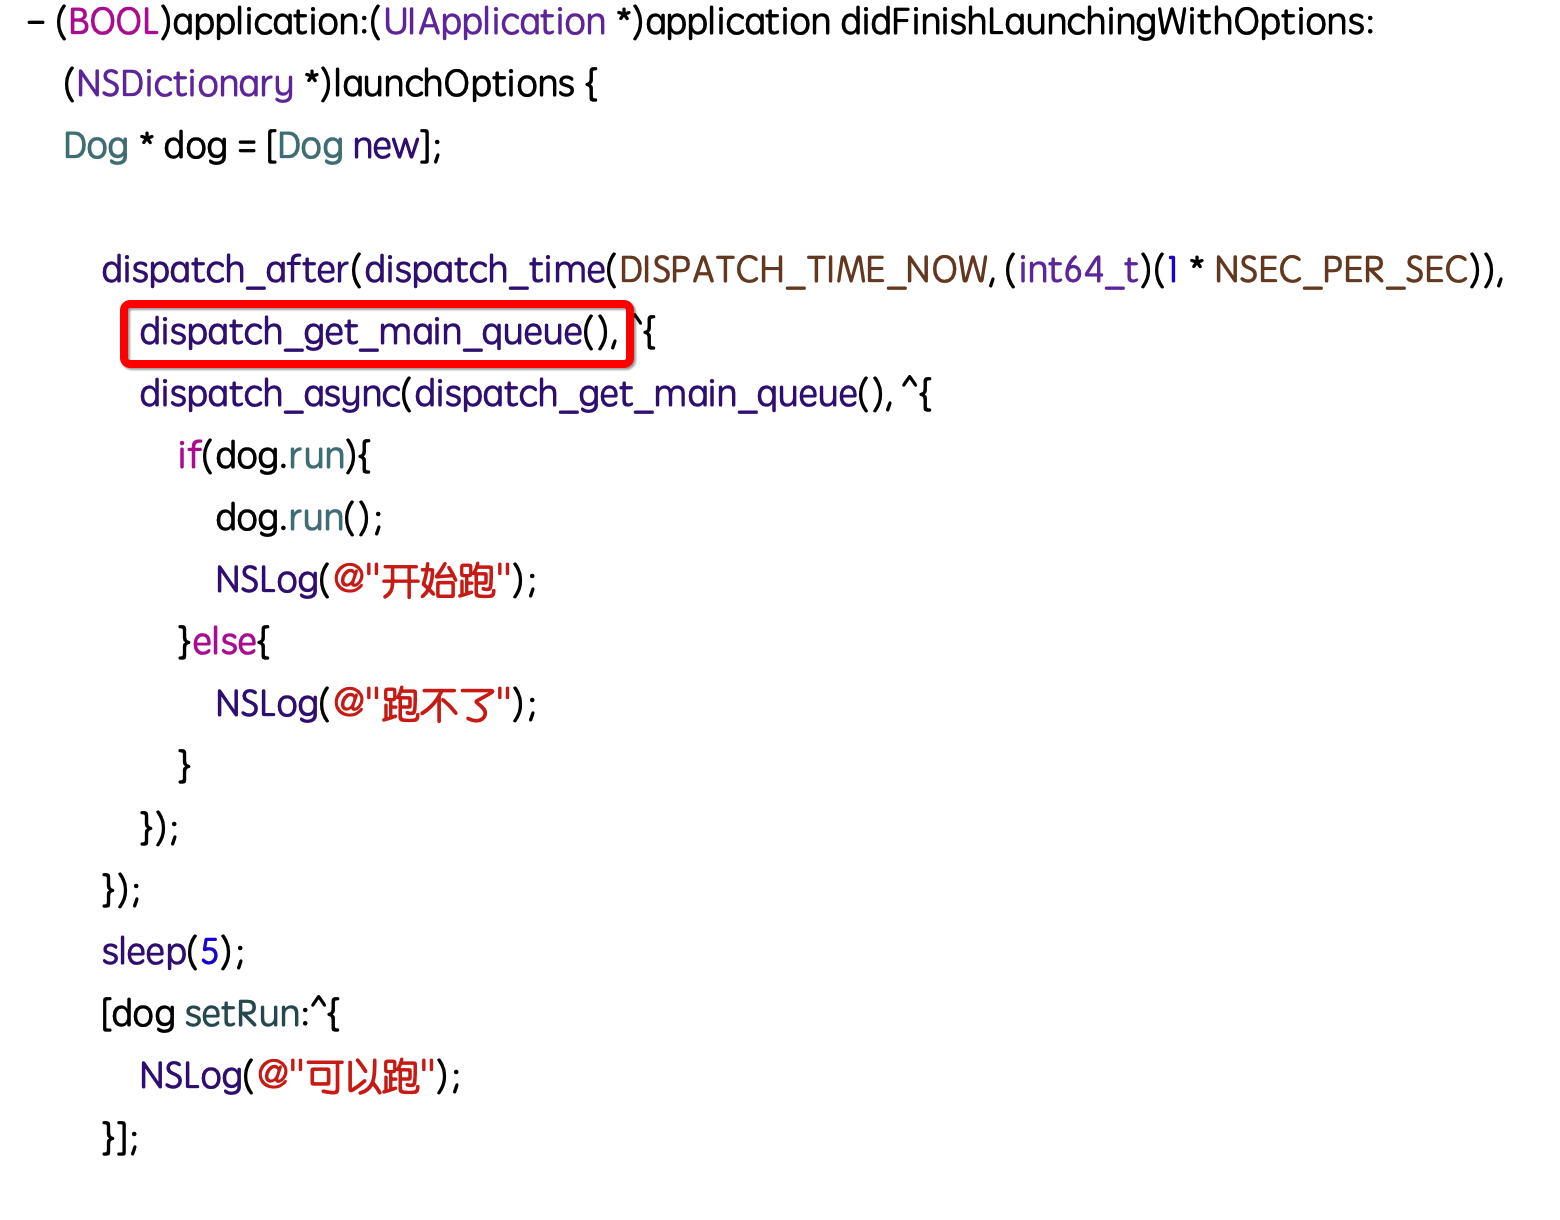 - (BOOL)application:(UIApplication *)application didFinishLaunchingWithOptions:
(NSDictionary *)launchOptions {
Dog * dog = [Dog new];
dispatch_after(dispatch_time(DISPATCH_TIME_NOW, (int64_t)(1 * NSEC_PER_SEC)),
dispatch_get_main_queue(), ^{
dispatch_async(dispatch_get_main_queue(), ^{
if(dog.run){
dog.run();
NSLog(@"开始跑");
}else{
NSLog(@"跑不了");
}
});
});
sleep(5);
[dog setRun:^{
NSLog(@"可以跑");
}];